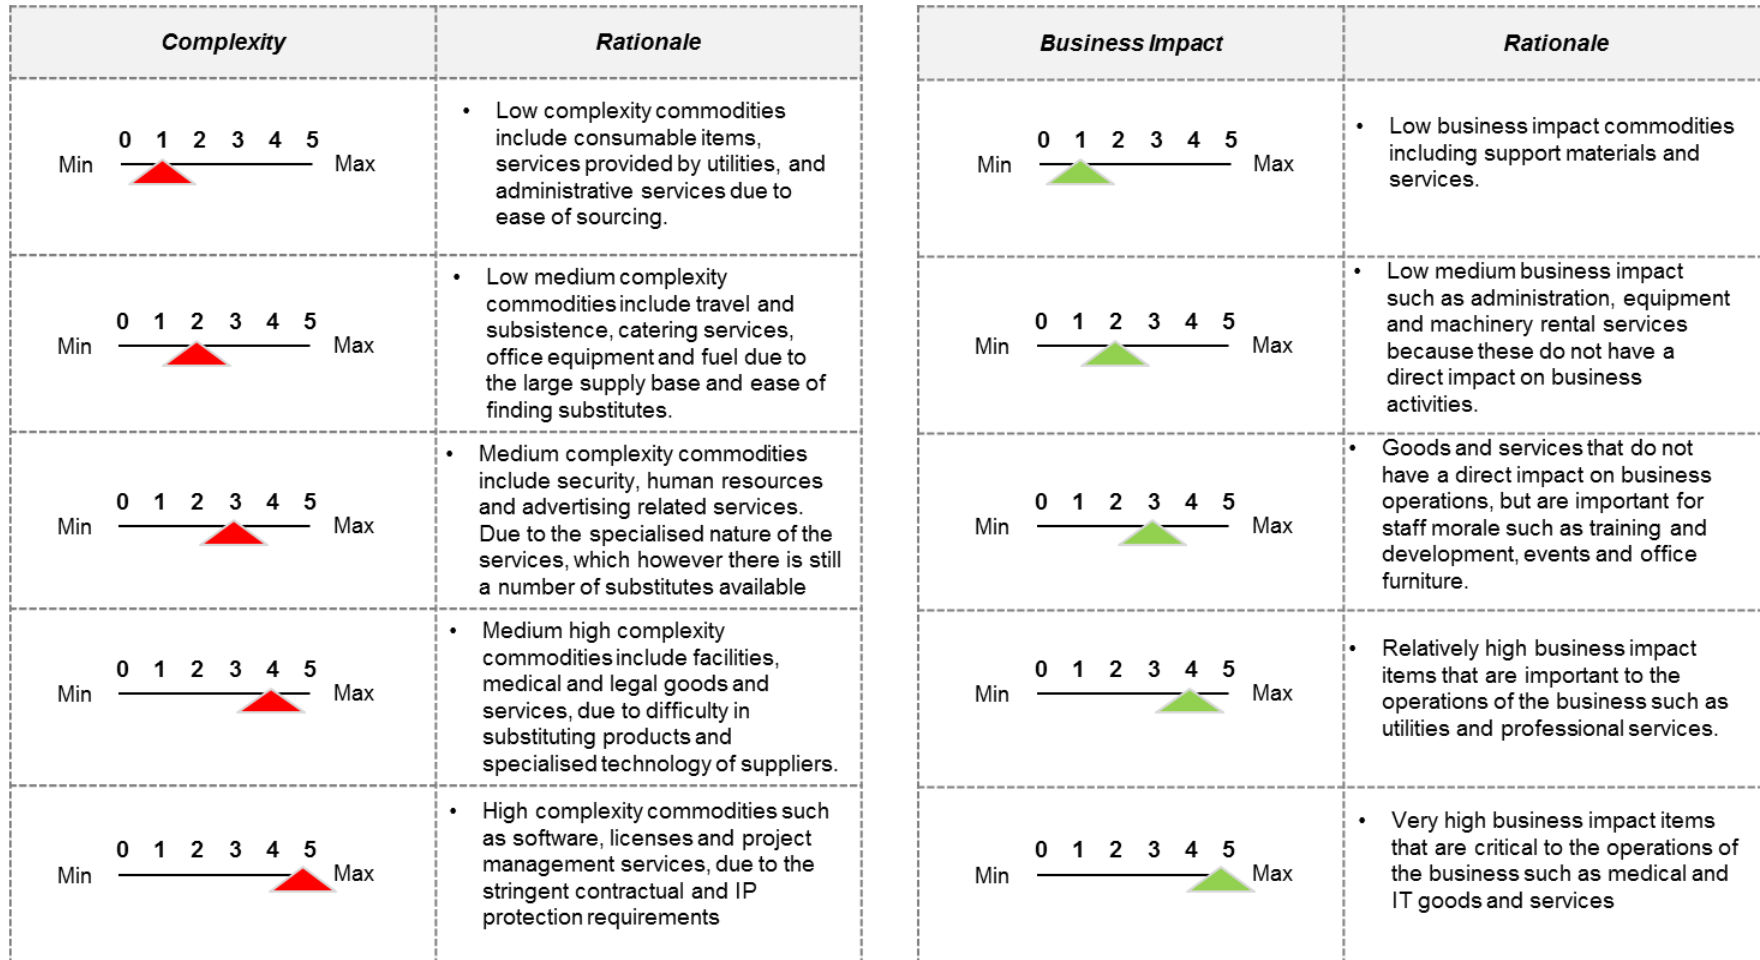 Complexity
Rationale
0 1 2 3 4 5
Min
Max
• Low complexity commodities
include consumable items,
services provided by utilities, and
administrative services due to
ease of sourcing.
0 1 2 3 4 5
Min
Max
• Low medium complexity
commodities include travel and
subsistence, catering services,
office equipment and fuel due to
the large supply base and ease of
finding substitutes.
0 1 2 3 4 5
Min
Max
• Medium complexity commodities
include security, human resources
and advertising related services.
Due to the specialised nature of the
services, which however there is still
a number of substitutes available
0 1 2 3 4 5
Min
Max
• Medium high complexity
commodities include facilities,
medical and legal goods and
services, due to difficulty in
substituting products and
specialised technology of suppliers.
0 1 2 3 4 5
Min
Max
• High complexity commodities such
as software, licenses and project
management services, due to the
stringent contractual and IP
protection requirements
Business Impact
Rationale
0 1 2 3 4 5
Min
Max
• Low business impact commodities
including support materials and
services.
0 1 2 3 4 5
Min
Max
• Low medium business impact
such as administration, equipment
and machinery rental services
because these do not have a
direct impact on business
activities.
0 1 2 3 4 5
Min
Max
• Goods and services that do not
have a direct impact on business
operations, but are important for
staff morale such as training and
development, events and office
furniture.
0 1 2 3 4 5
Min
Max
• Relatively high business impact
items that are important to the
operations of the business such as
utilities and professional services.
0 1 2 3 4 5
Min
Max
• Very high business impact items
that are critical to the operations of
the business such as medical and
IT goods and services